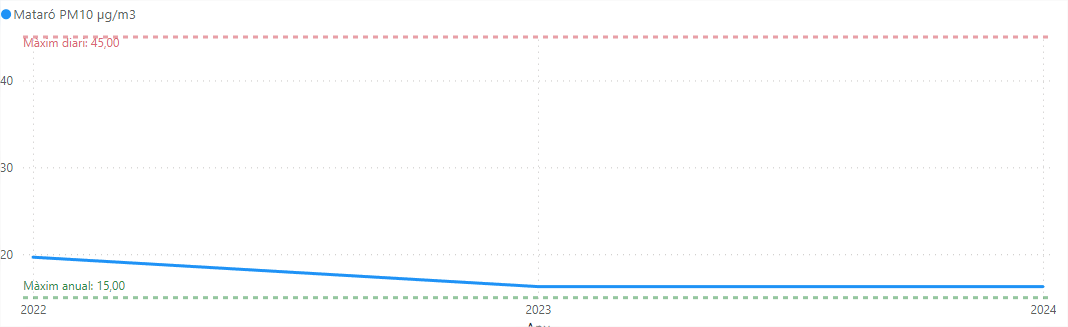 Mataró PM10 µg/m3
Màxim diari: 45,00
40
30
20
Màxim anual: 15,00
2022 2023 2024